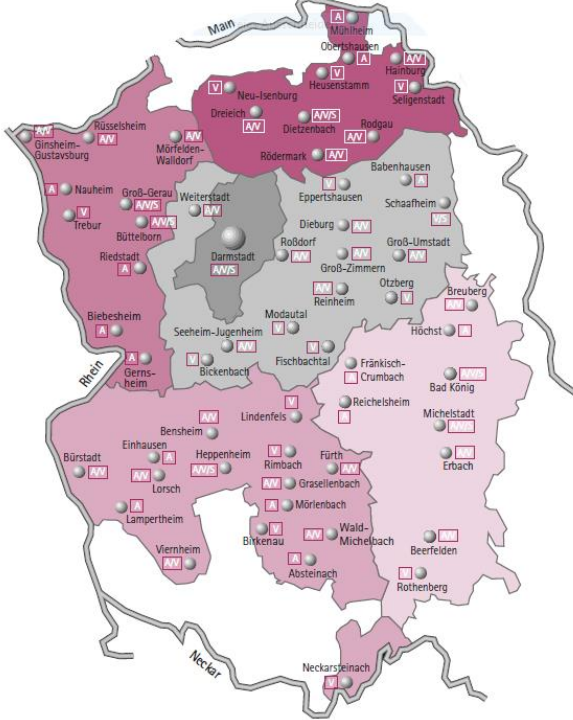 Main
A
Mühlheim
Obertshausen
A
V
Heusenstamm
A/V
Hainburg
V
Seligenstadt
V
Neu-Isenburg
Dreieich
A/V
A/V/S
Dietzenbach
A/V
Rodgau
Rödermark
A/V
A/V
Ginsheim-
Gustavsburg
Rüsselsheim
A/V
A/V
Mörfelden-
Walldorf
A
Nauheim
V
Trebur
Groß-Gerau
A/V/S
A/V/S
Büttelborn
Weiterstadt
A/V
Riedstadt
A
Darmstadt
A/V/S
V
Eppertshausen
Babenhausen
A
Schaafheim
V/S
Dieburg
A/V
Roßdorf
A/V
A/V
Groß-Zimmern
Groß-Umstadt
A/V
A/V
Reinheim
Otzberg
V
Biebesheim
A
A
Gerns-
heim
Rhein
Seeheim-Jugenheim
A/V
V
Bickenbach
Modautal
V
V
Fischbachtal
Breuberg
A/V
Höchst
A
Fränkisch-
Crumbach
Reichelsheim
A
A/V/S
Bad König
Michelstadt
A/V/S
A/V
Erbach
A/V
Beerfelden
V
Rothenberg
V
Lindenfels
A/V
Bensheim
Einhausen
A
Bürstadt
A/V
A/V
Lorsch
Heppenheim
A/V/S
V
Rimbach
Fürth
A/V
A/V
Grasellenbach
A
Lampertheim
A
Mörlenbach
V
Birkenau
A/V
Wald-
Michelbach
Viernheim
A/V
A
Absteinach
Neckar
Neckarsteinach
V